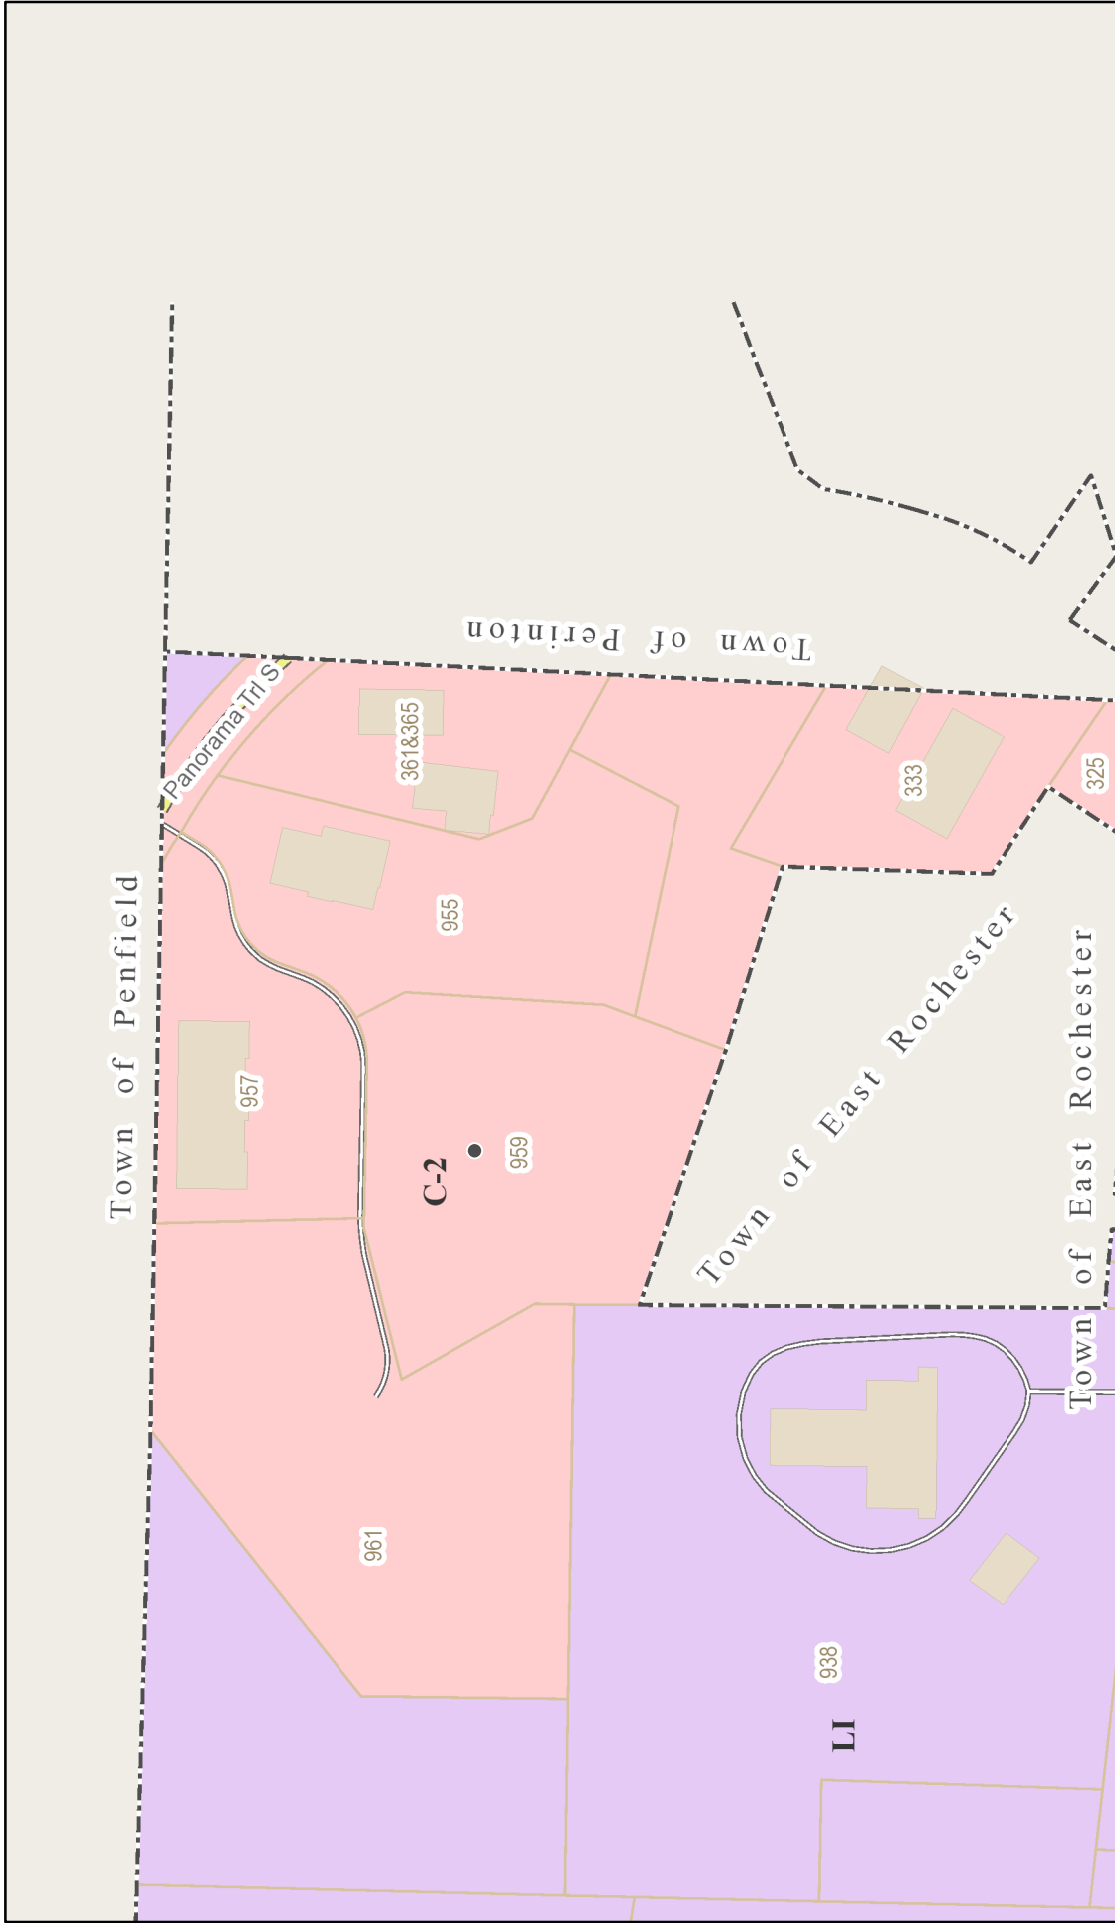 Town of Penfield
Panorama Trl S
Town of Perinton
361&365
955
957
333
325
C-2
959
Town of East Rochester
Town of East Rochester
961
938
LI